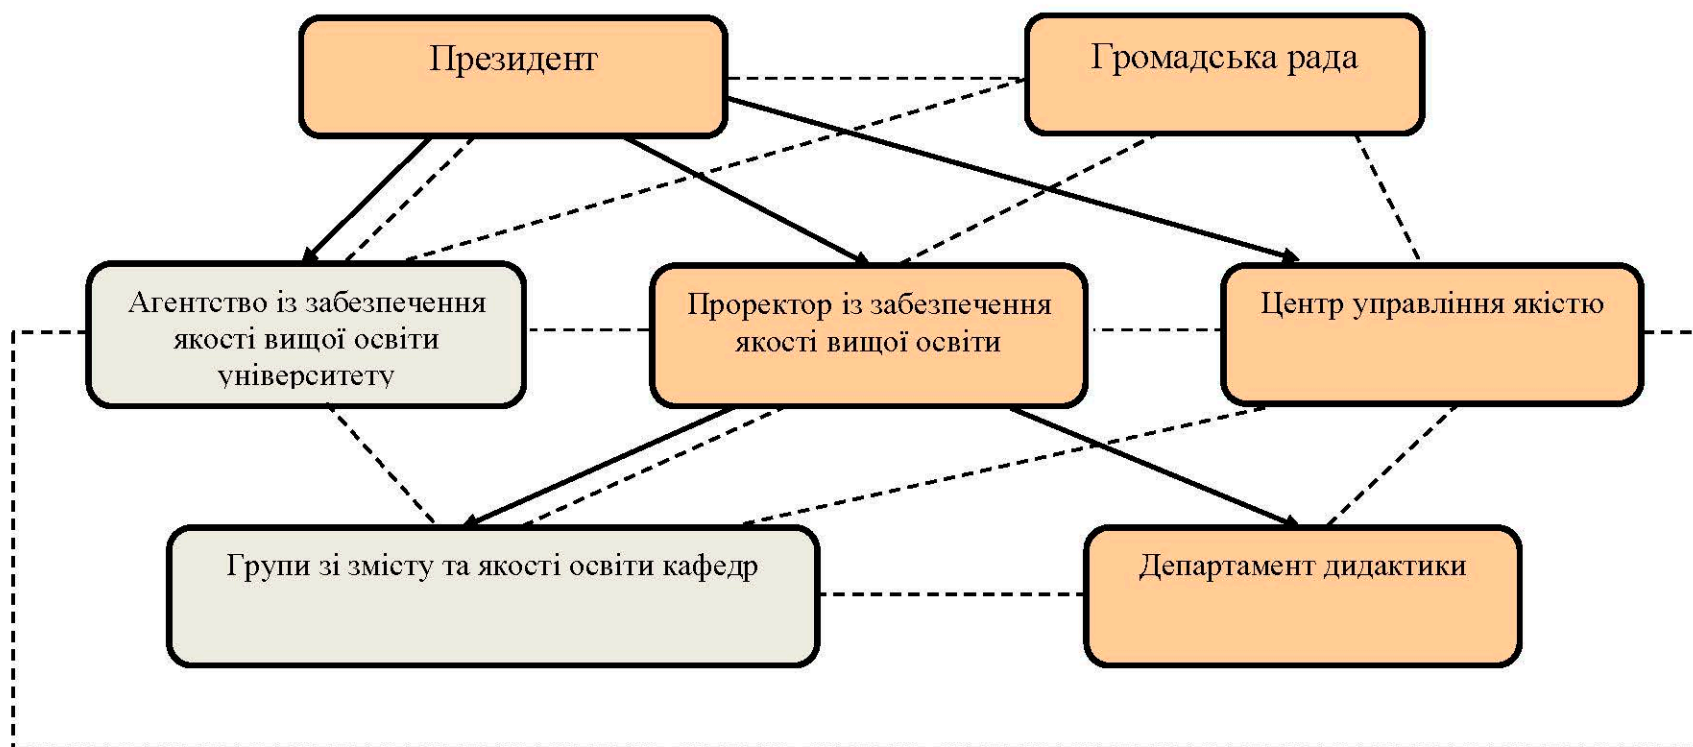 Президент
Громадська рада
Агентство із забезпечення
якості вищої освіти
університету
Проректор із забезпечення
якості вищої освіти
Центр управління якістю
Групи зі змісту та якості освіти кафедр
Департамент дидактики